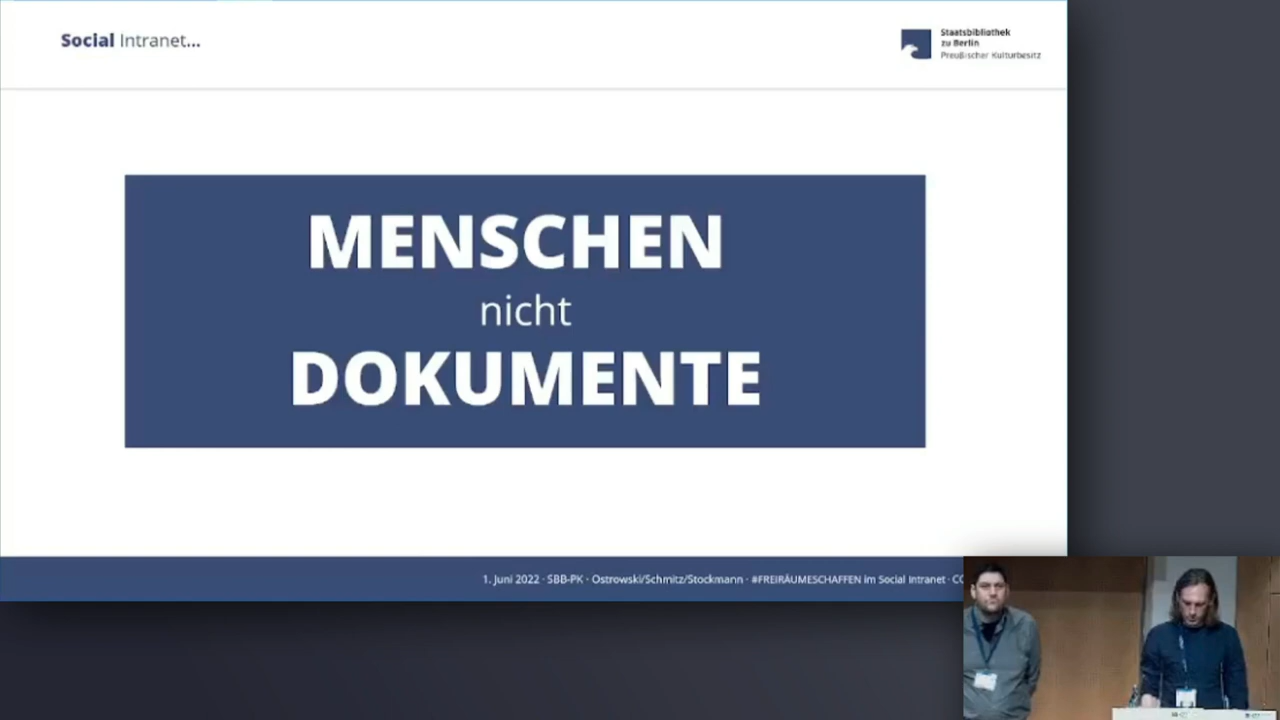 Social Intranet...
Staatsbibliothek
zu Berlin
Preußischer Kulturbesitz
MENSCHEN
nicht
DOKUMENTE
1. Juni 2022 · SBB-PK · Ostrowski/Schmitz/Stockmann · #FREIRÄUMESCHAFFEN im Social Intranet ·